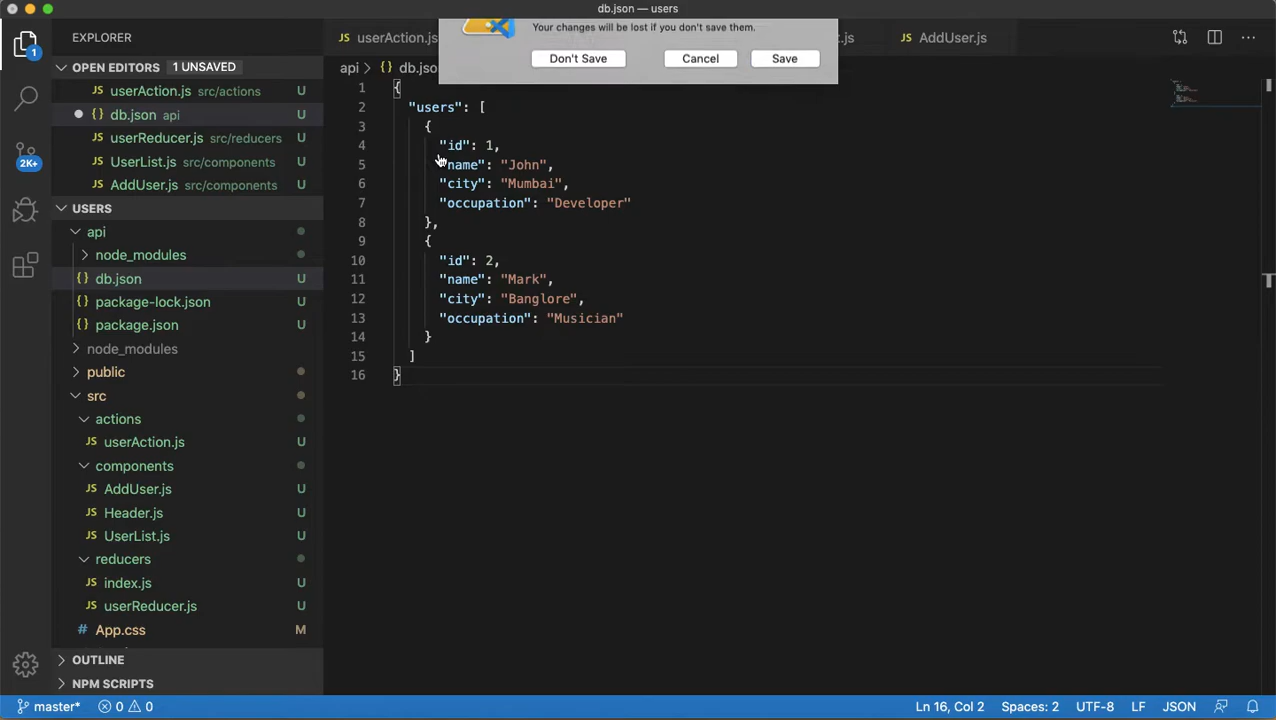 db.json — users
EXPLORER
userAction.js
AddUser.js
Your changes will be lost if you don't save them.
Don't Save
Cancel
Save
OPEN EDITORS 1 UNSAVED
userAction.js src/actions U
db.json api U
userReducer.js src/reducers U
UserList.js src/components U
AddUser.js src/components U
USERS
api
node_modules
db.json U
package-lock.json U
package.json U
node_modules
public
src
actions
userAction.js U
components
AddUser.js U
Header.js U
UserList.js U
reducers
index.js U
userReducer.js U
App.css M
OUTLINE
NPM SCRIPTS
1
2K+
api > {} db.json
1 {
2 "users": [
3 {
4 "id": 1,
5 "name": "John",
6 "city": "Mumbai",
7 "occupation": "Developer"
8 },
9 {
10 "id": 2,
11 "name": "Mark",
12 "city": "Banglore",
13 "occupation": "Musician"
14 }
15 ]
16 }
master* 0 0
Ln 16, Col 2 Spaces: 2 UTF-8 LF JSON